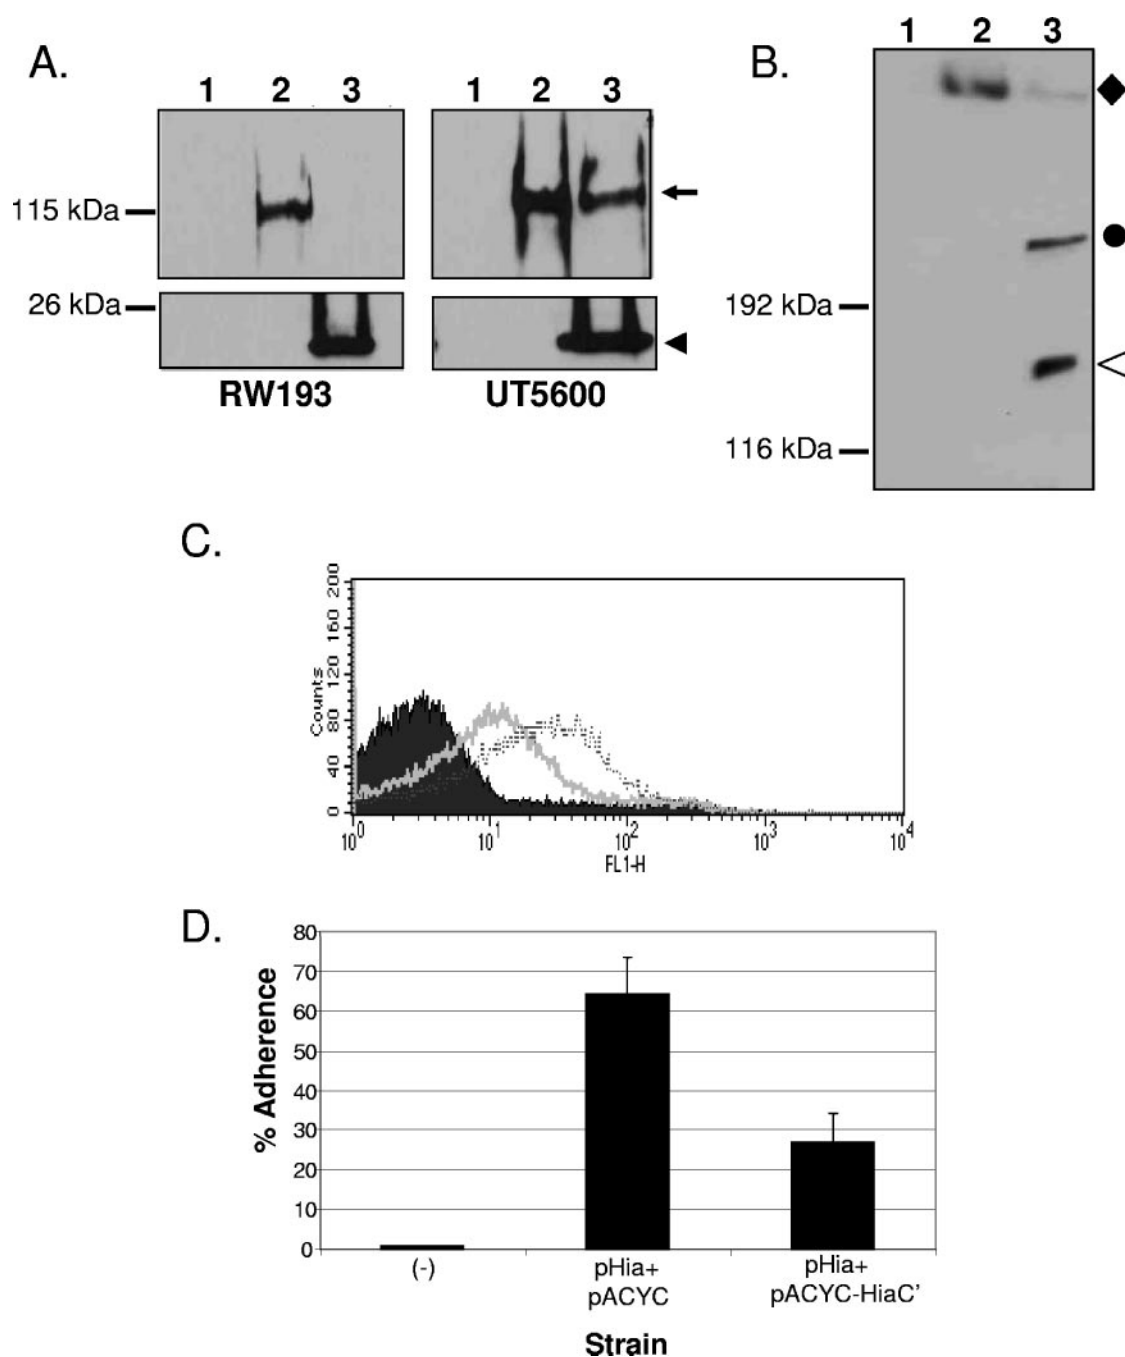 A.
1 2 3
1 2 3
115 kDa
26 kDa
RW193
UT5600
B.
1 2 3
192 kDa
116 kDa
C.
Counts
200
160
120
80
40
0
10^0 10^1 10^2 10^3 10^4
FL1-H
D.
% Adherence
80
70
60
50
40
30
20
10
0
(-)
pHia+
pACYC
pHia+
pACYC-HiaC'
Strain